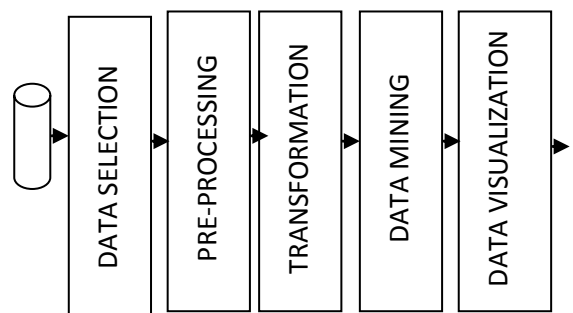 DATA SELECTION
PRE-PROCESSING
TRANSFORMATION
DATA MINING
DATA VISUALIZATION